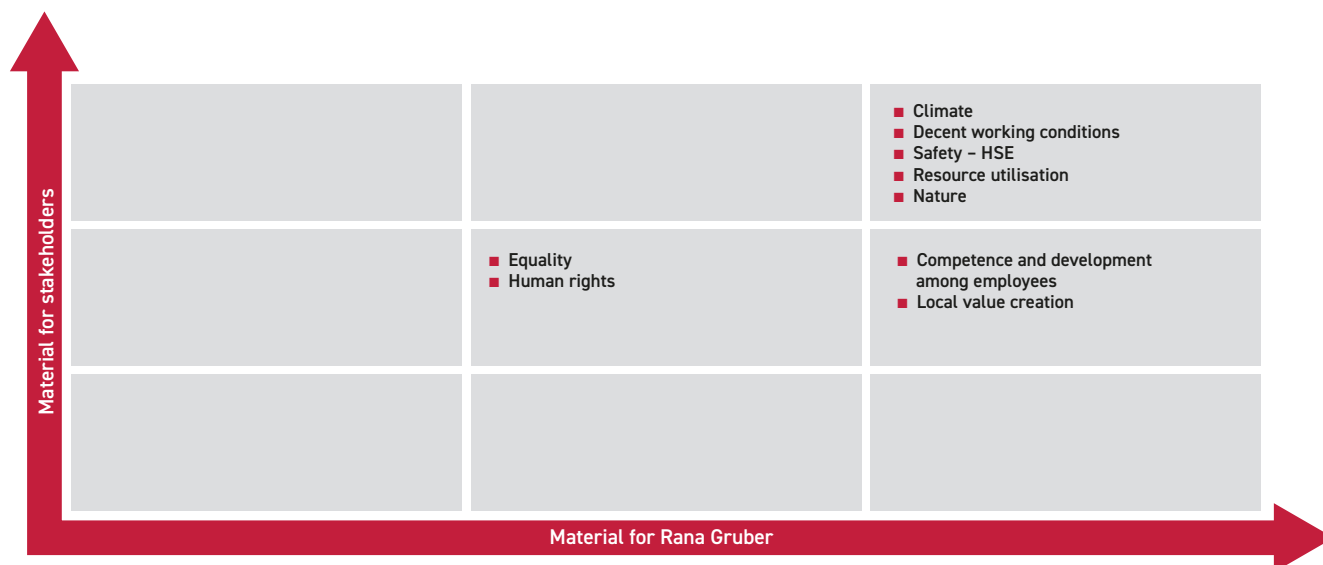 Material for stakeholders
Climate
Decent working conditions
Safety – HSE
Resource utilisation
Nature
Equality
Human rights
Competence and development
among employees
Local value creation
Material for Rana Gruber